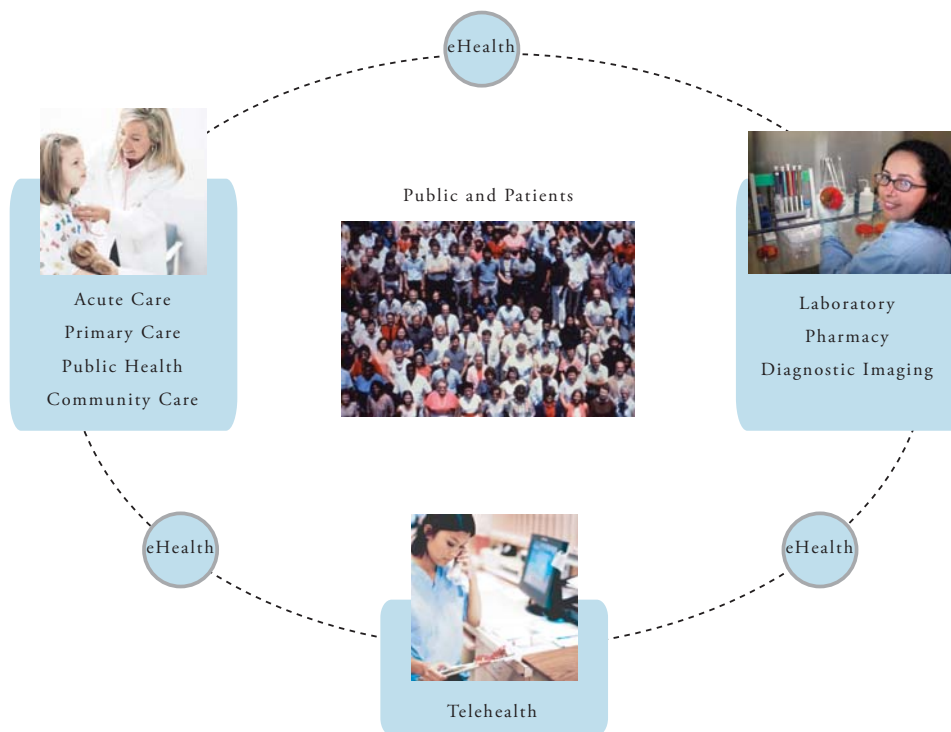 eHealth
Public and Patients
Acute Care
Primary Care
Public Health
Community Care
Laboratory
Pharmacy
Diagnostic Imaging
eHealth
eHealth
Telehealth